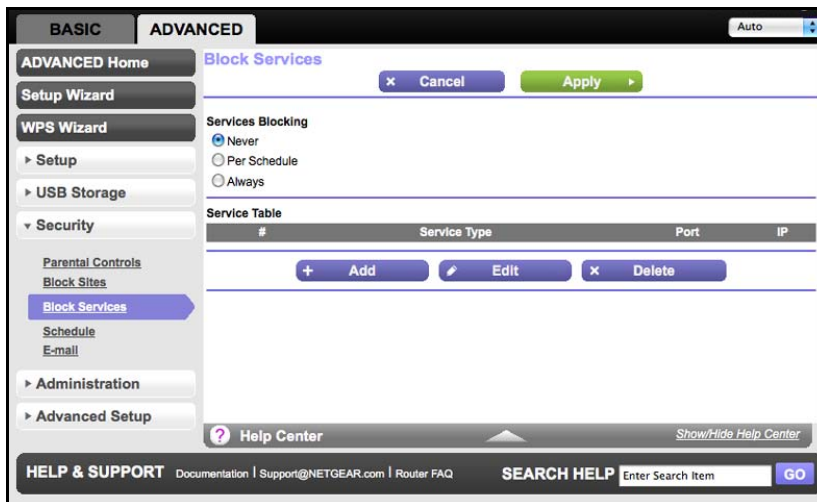 BASIC
ADVANCED
Auto
ADVANCED Home
Setup Wizard
WPS Wizard
Setup
USB Storage
Security
Parental Controls
Block Sites
Block Services
Schedule
E-mail
Administration
Advanced Setup
Block Services
Cancel
Apply
Services Blocking
Never
Per Schedule
Always
Service Table
# Service Type Port IP
Add
Edit
Delete
? Help Center
Show/Hide Help Center
HELP & SUPPORT Documentation | Support@NETGEAR.com | Router FAQ
SEARCH HELP Enter Search Item GO